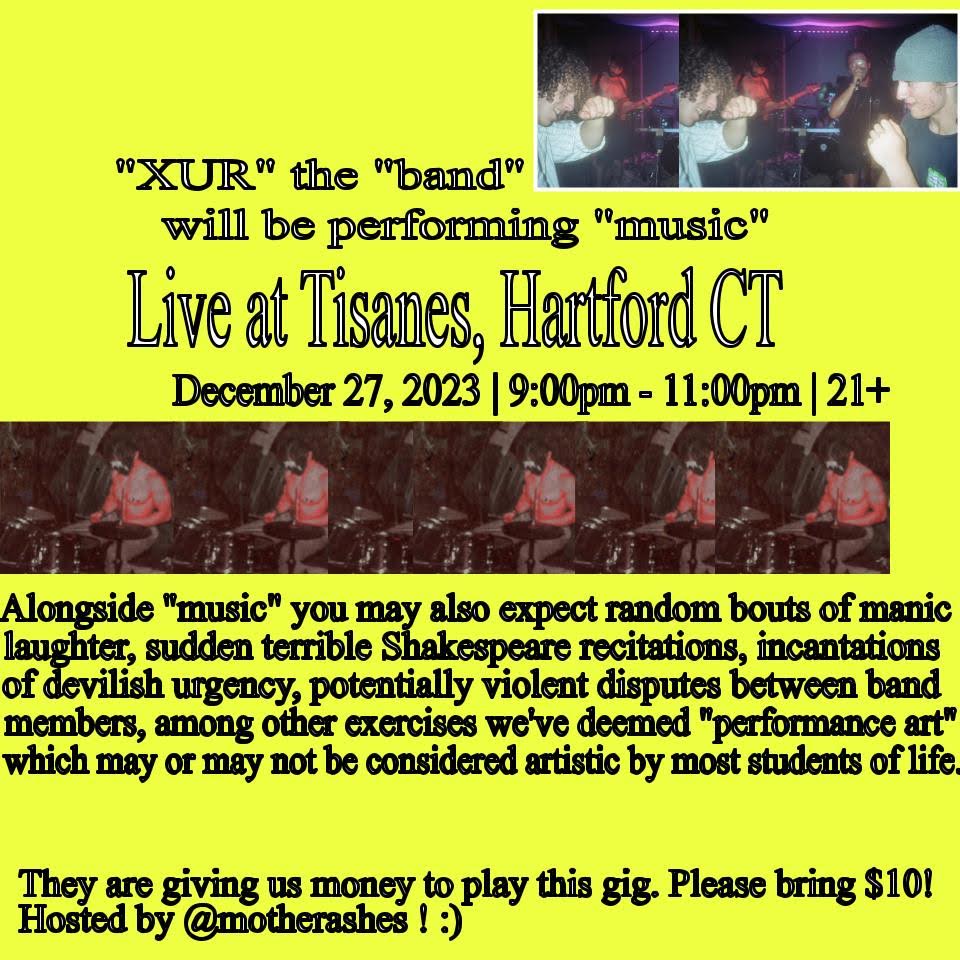 "XUR" the "band"
will be performing "music"
Live at Tisanes, Hartford CT
December 27, 2023 | 9:00pm - 11:00pm | 21+
Alongside "music" you may also expect random bouts of manic
laughter, sudden terrible Shakespeare recitations, incantations
of devilish urgency, potentially violent disputes between band
members, among other exercises we've deemed "performance art"
which may or may not be considered artistic by most students of life.
They are giving us money to play this gig. Please bring $10!
Hosted by @motherashes ! :)